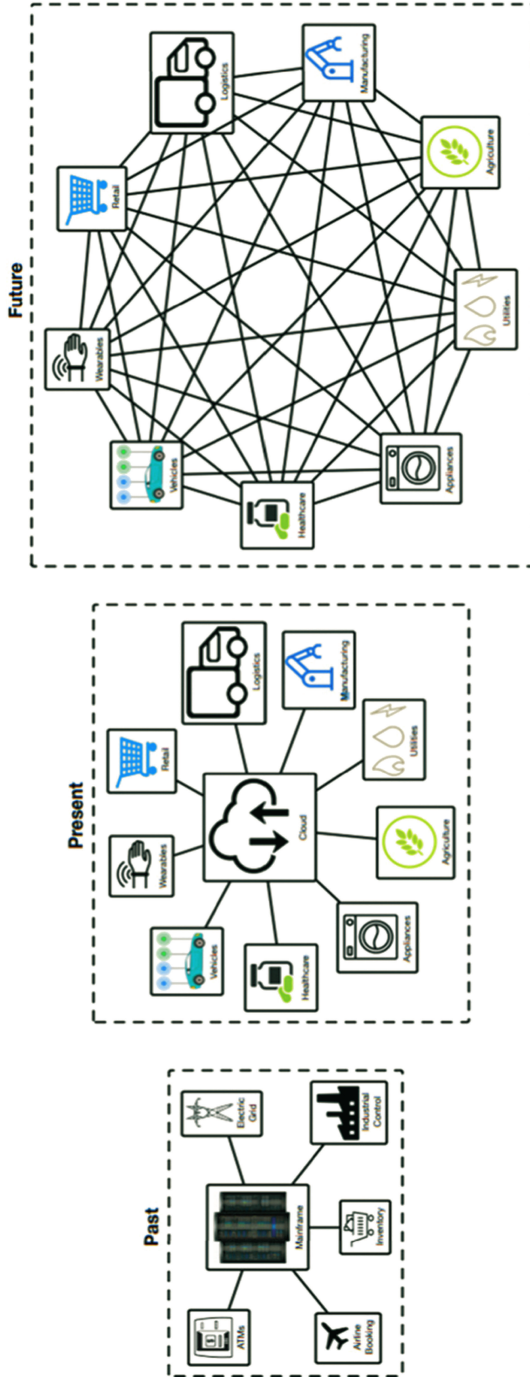 Past
ATMs
Electric
Grid
Mainframe
Airline
Booking
Inventory
Industrial
Control
Present
Wearables
Retail
Vehicles
Logistics
Cloud
Healthcare
Manufacturing
Appliances
Agriculture
Utilities
Future
Wearables
Retail
Vehicles
Logistics
Healthcare
Manufacturing
Appliances
Utilities
Agriculture